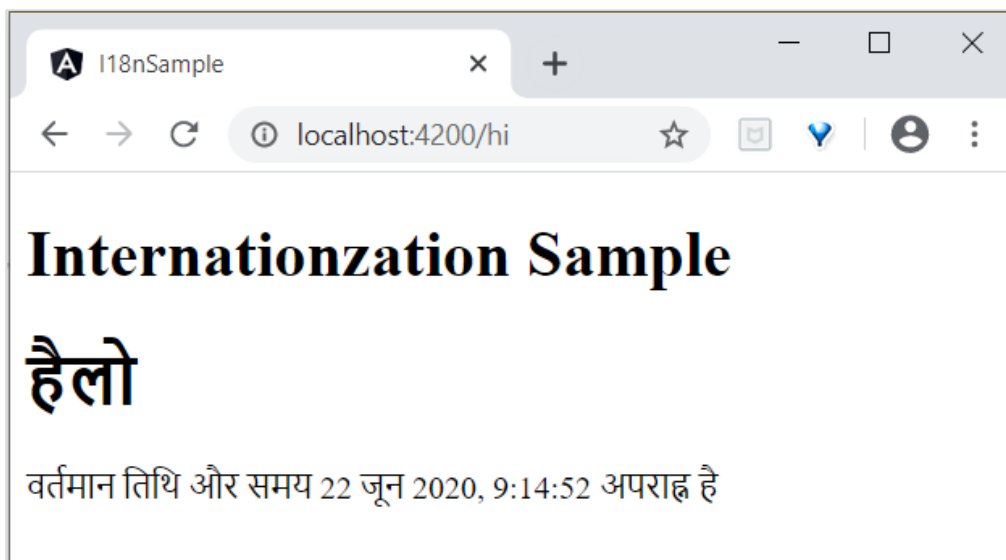 I18nSample
localhost:4200/hi
Internationzation Sample
हैलो
वर्तमान तिथि और समय 22 जून 2020, 9:14:52 अपराह्न है